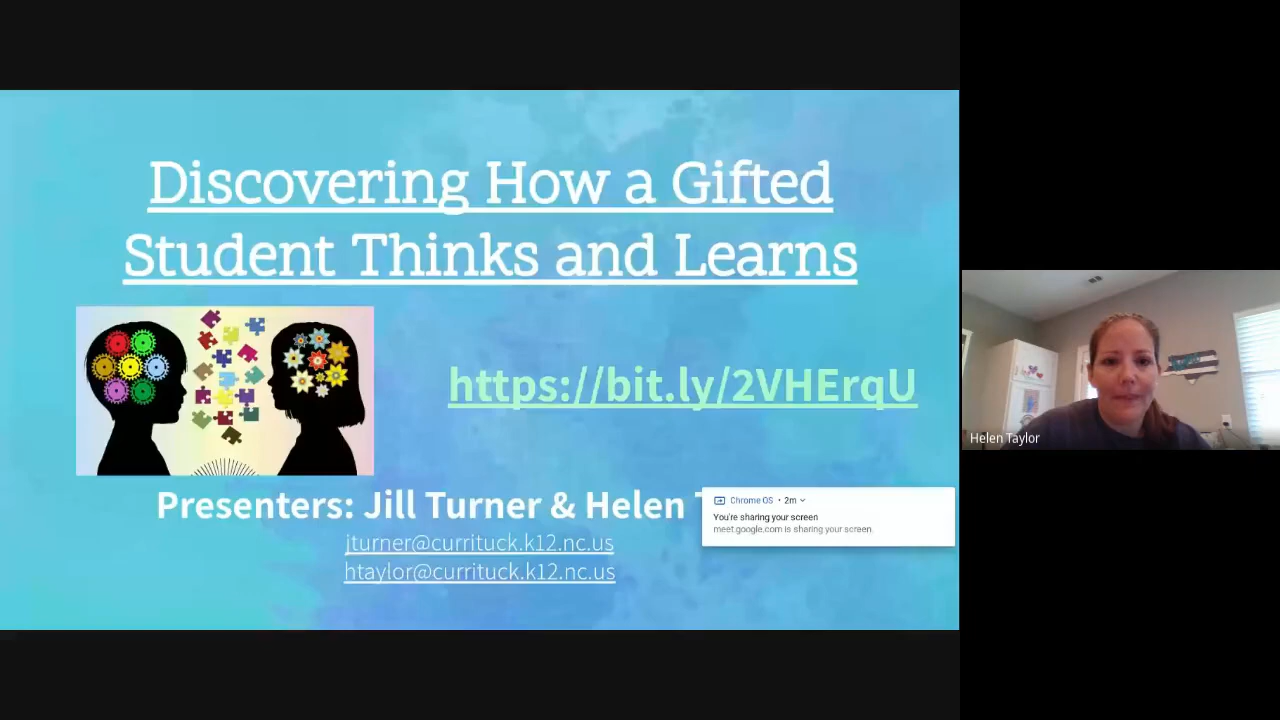 Discovering How a Gifted
Student Thinks and Learns
https://bit.ly/2VHErqU
Presenters: Jill Turner & Helen
jturner@currituck.k12.nc.us
htaylor@currituck.k12.nc.us
Chrome OS • 2m
You're sharing your screen
meet.google.com is sharing your screen.
Helen Taylor